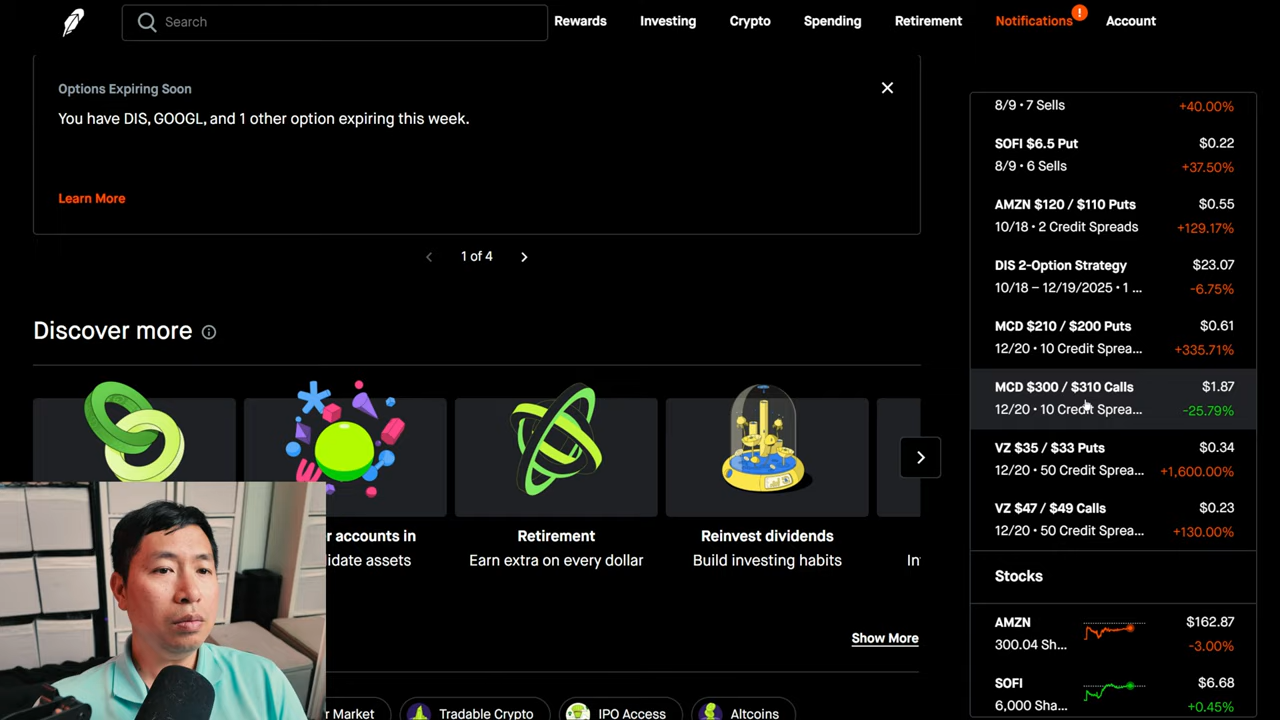 Search
Rewards
Investing
Crypto
Spending
Retirement
Notifications
!
Account
Options Expiring Soon
You have DIS, GOOGL, and 1 other option expiring this week.
Learn More
1 of 4
Discover more
r accounts in
idate assets
Retirement
Earn extra on every dollar
Reinvest dividends
Build investing habits
In
Show More
r Market
Tradable Crypto
IPO Access
Altcoins
8/9 • 7 Sells
+40.00%
SOFI $6.5 Put
$0.22
8/9 • 6 Sells
+37.50%
AMZN $120 / $110 Puts
$0.55
10/18 • 2 Credit Spreads
+129.17%
DIS 2-Option Strategy
$23.07
10/18 – 12/19/2025 • 1 ...
-6.75%
MCD $210 / $200 Puts
$0.61
12/20 • 10 Credit Sprea...
+335.71%
MCD $300 / $310 Calls
$1.87
12/20 • 10 Credit Sprea...
-25.79%
VZ $35 / $33 Puts
$0.34
12/20 • 50 Credit Sprea...
+1,600.00%
VZ $47 / $49 Calls
$0.23
12/20 • 50 Credit Sprea...
+130.00%
Stocks
AMZN
$162.87
300.04 Sh...
-3.00%
SOFI
$6.68
6,000 Sha...
+0.45%